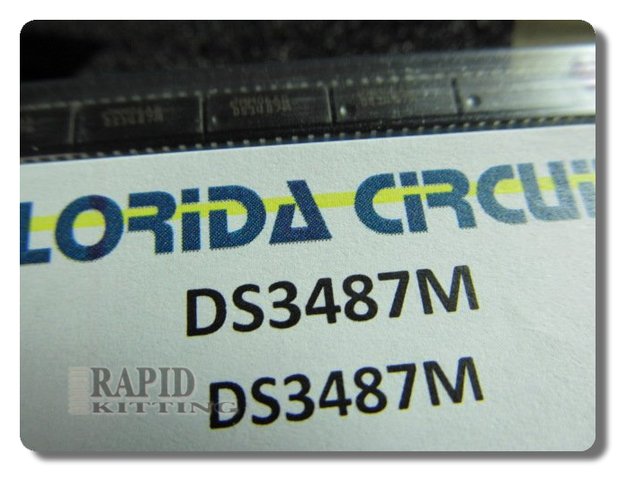 LORiDA CiRCUi
DS3487M
DS3487M
RAPID
KITTING